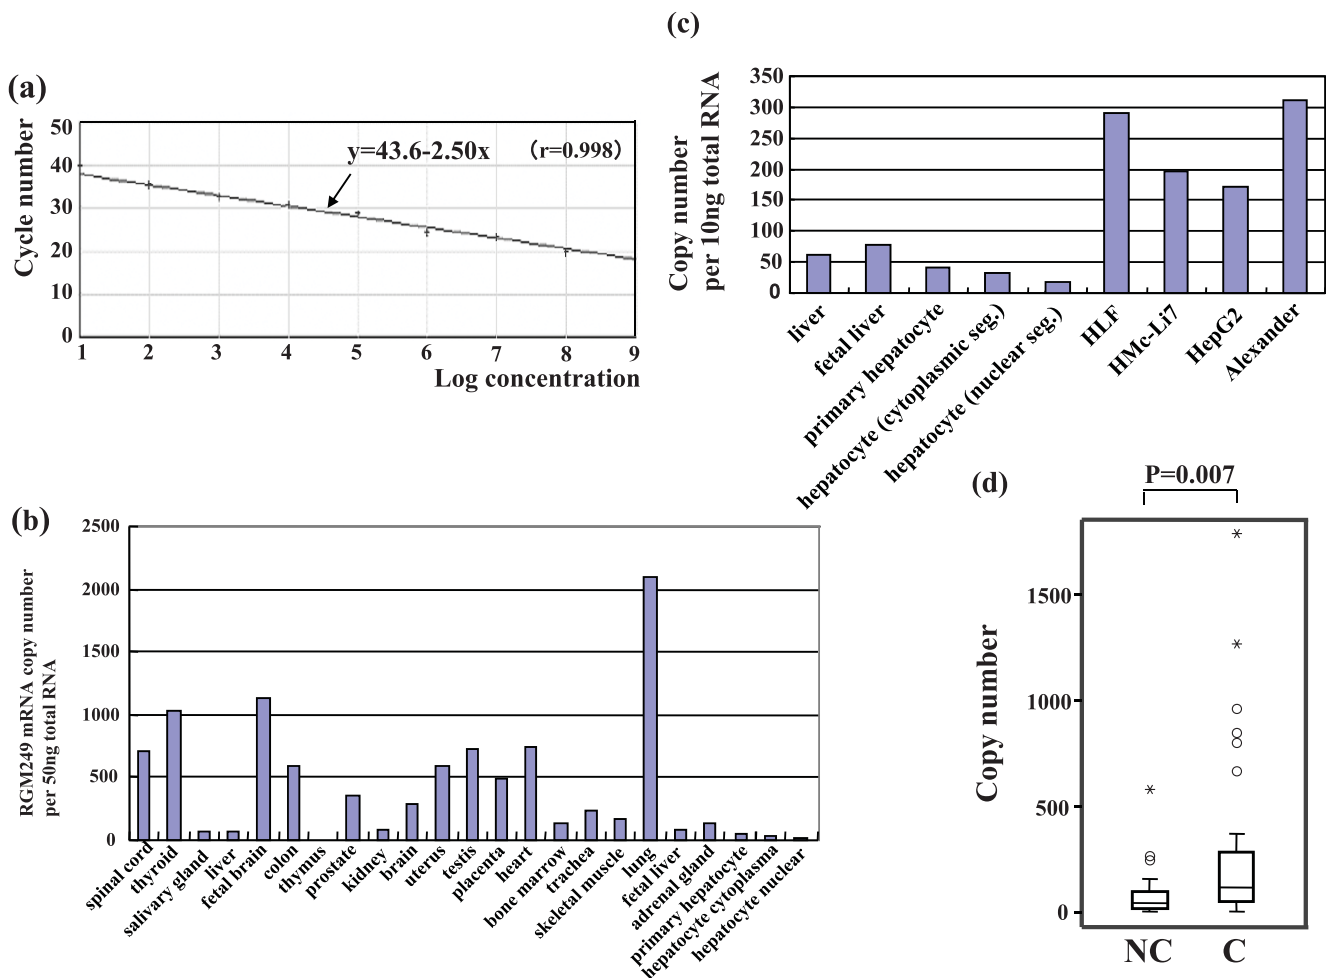 (a)
Cycle number
50
40
30
20
10
0
y=43.6-2.50x (r=0.998)
1 2 3 4 5 6 7 8 9
Log concentration
(c)
Copy number
per 10ng total RNA
350
300
250
200
150
100
50
0
liver
fetal liver
primary hepatocyte
hepatocyte (cytoplasmic seg.)
hepatocyte (nuclear seg.)
HLF
HMc-Li7
HepG2
Alexander
(b)
RGM249 mRNA copy number
per 50ng total RNA
2500
2000
1500
1000
500
0
spinal cord
thyroid
salivary gland
liver
fetal brain
colon
thymus
prostate
kidney
brain
uterus
testis
placenta
heart
bone marrow
trachea
skeletal muscle
lung
fetal liver
adrenal gland
primary hepatocyte
hepatocyte cytoplasma
hepatocyte nuclear
(d)
P=0.007
Copy number
1500
1000
500
0
NC C